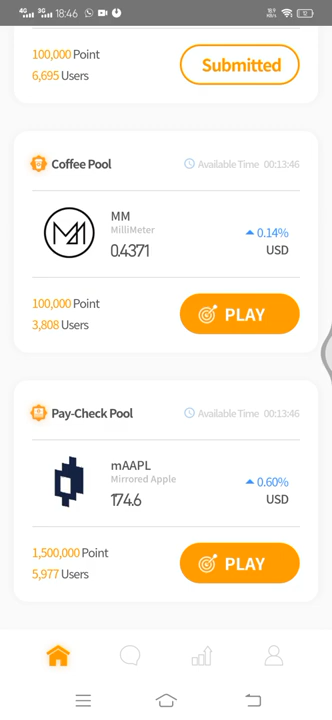 4G 3G 18:46
100,000 Point
6,695 Users
Submitted
Coffee Pool
Available Time 00:13:46
MM
MilliMeter
0.4371
0.14%
USD
100,000 Point
3,808 Users
PLAY
Pay-Check Pool
Available Time 00:13:46
mAAPL
Mirrored Apple
174.6
0.60%
USD
1,500,000 Point
5,977 Users
PLAY